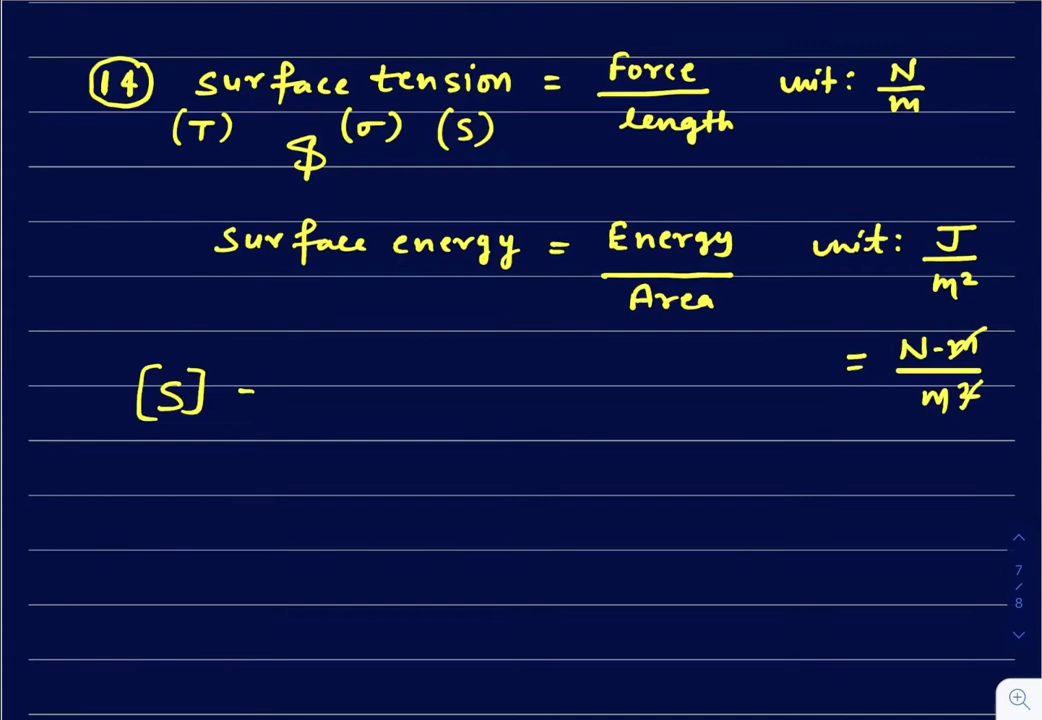 14 Surface tension = Force / length unit: N/m
(T) $ (σ) (S)
Surface energy = Energy / Area unit: J/m²
= N-m / m²
[S] -
7
/
8